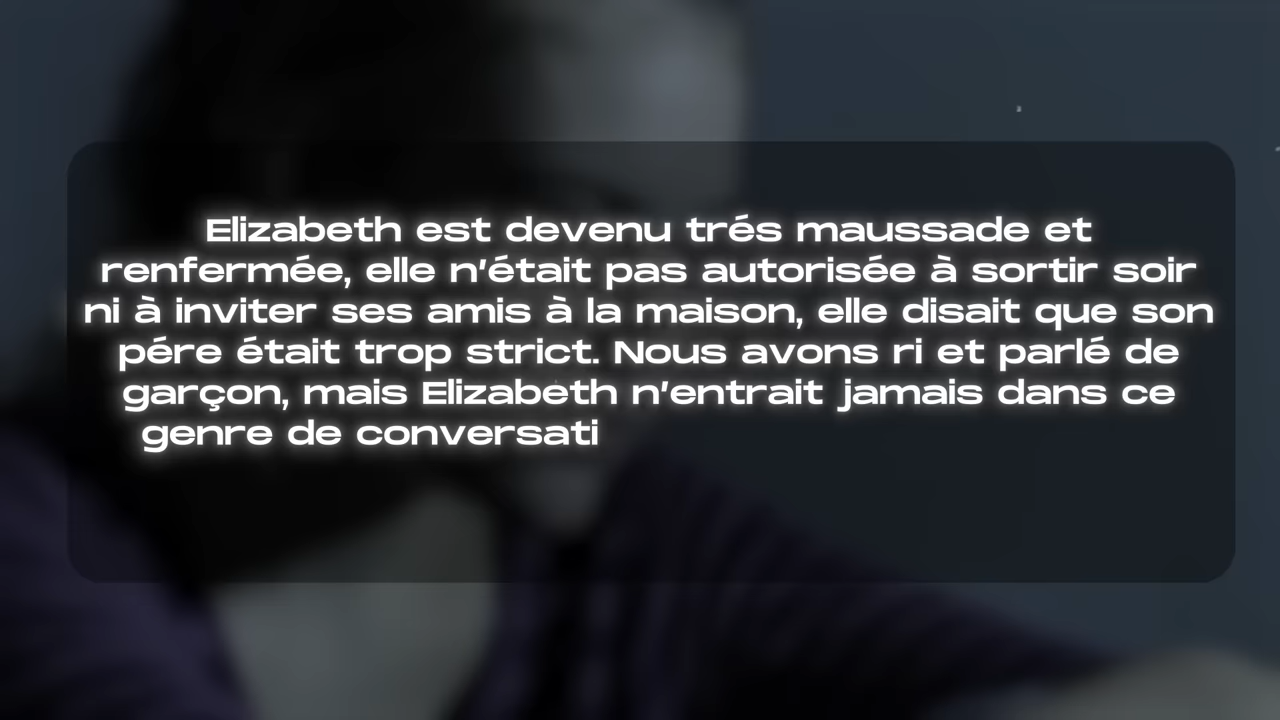 Elizabeth est devenu trés maussade et
renfermée, elle n'était pas autorisée à sortir soir
ni à inviter ses amis à la maison, elle disait que son
pére était trop strict. Nous avons ri et parlé de
garçon, mais Elizabeth n'entrait jamais dans ce
genre de conversati